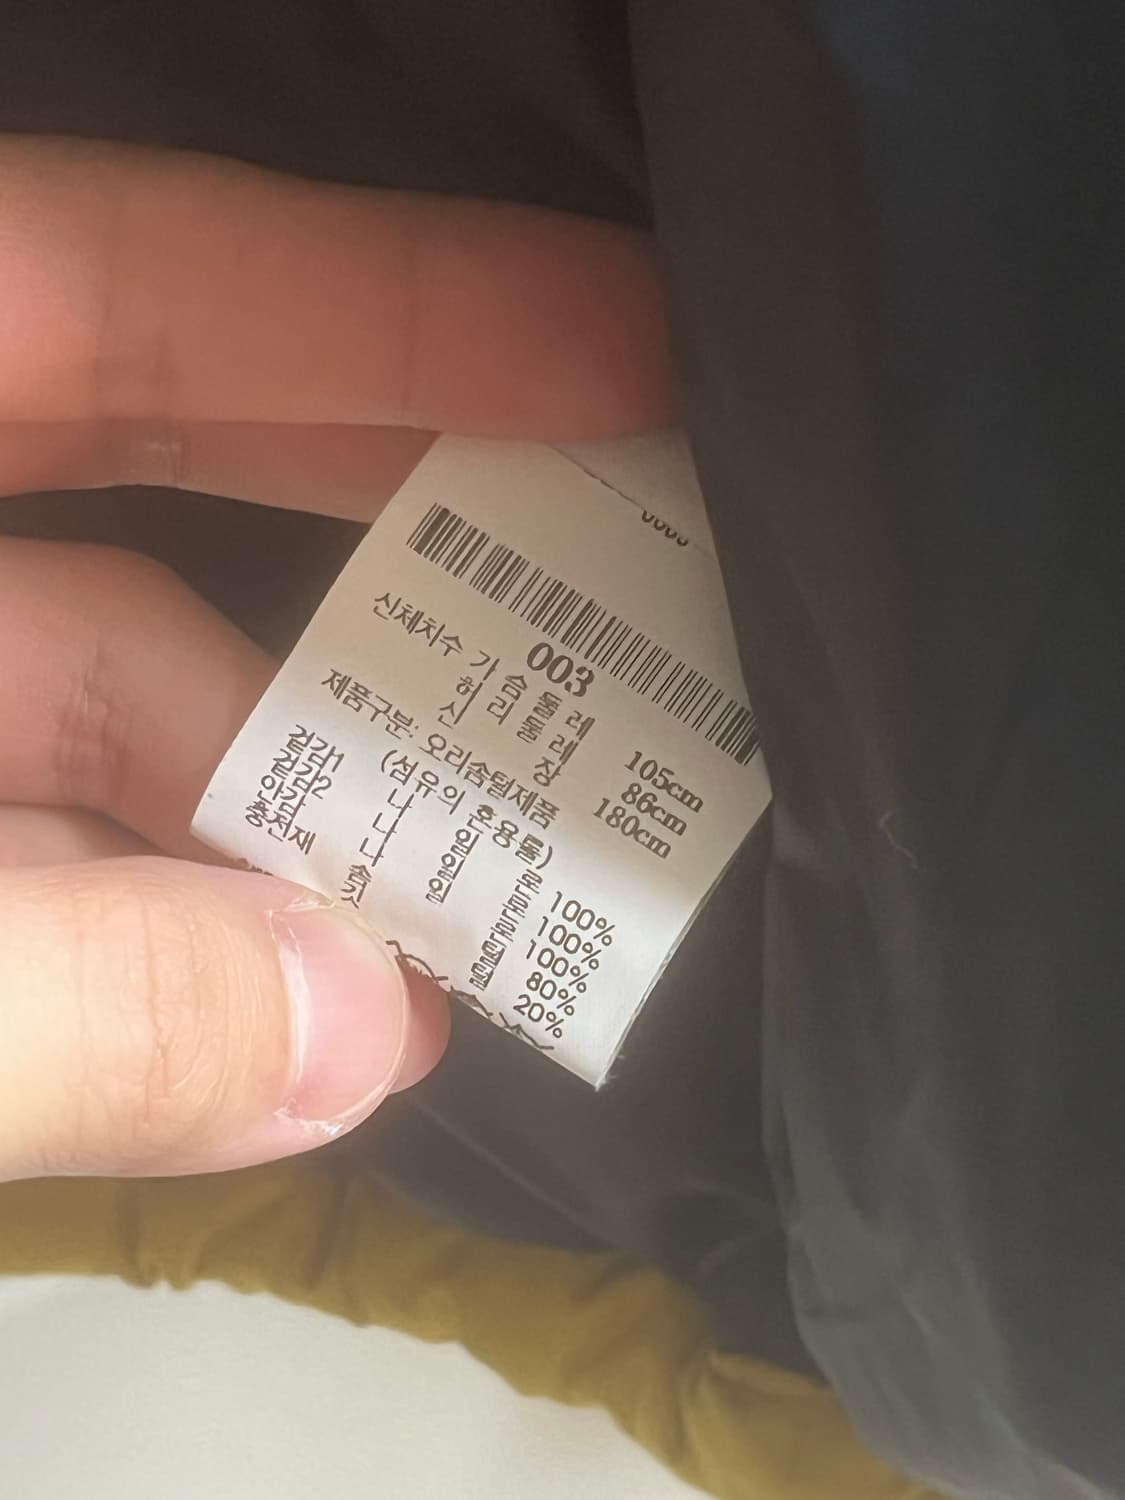 003
신체치수 가슴둘레 105cm
허리둘레 86cm
신장 180cm
제품구분: 오리솜털제품
(섬유의 혼용률)
겉감1 나일론 100%
겉감2 나일론 100%
안감 나일론 100%
충전재 솜털 80%
깃털 20%